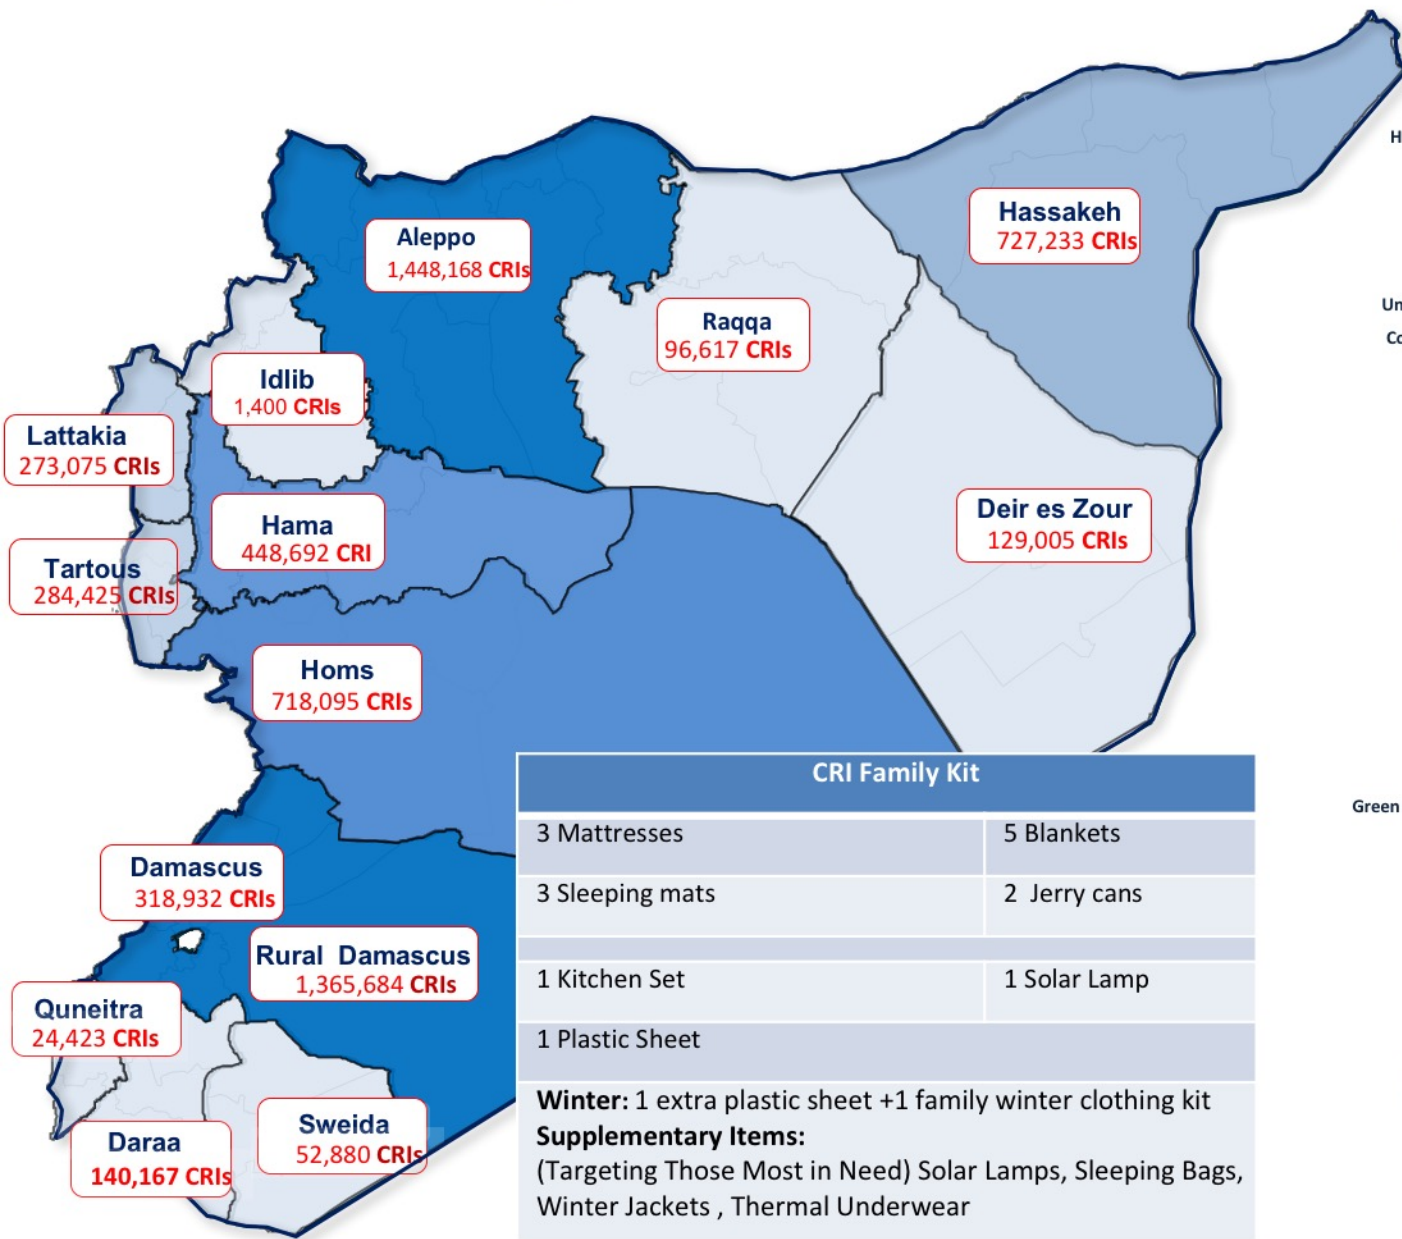 H
Hassakeh
727,233 CRIs
Aleppo
1,448,168 CRIs
Un
Co
Raqqa
96,617 CRIs
Idlib
1,400 CRIs
Lattakia
273,075 CRIs
Hama
448,692 CRI
Deir es Zour
129,005 CRIs
Tartous
284,425 CRIs
Homs
718,095 CRIs
Green
Damascus
318,932 CRIs
Rural Damascus
1,365,684 CRIs
Quneitra
24,423 CRIs
Daraa
140,167 CRIs
Sweida
52,880 CRIs
CRI Family Kit
3 Mattresses
5 Blankets
3 Sleeping mats
2 Jerry cans
1 Kitchen Set
1 Solar Lamp
1 Plastic Sheet
Winter: 1 extra plastic sheet +1 family winter clothing kit
Supplementary Items:
(Targeting Those Most in Need) Solar Lamps, Sleeping Bags,
Winter Jackets , Thermal Underwear